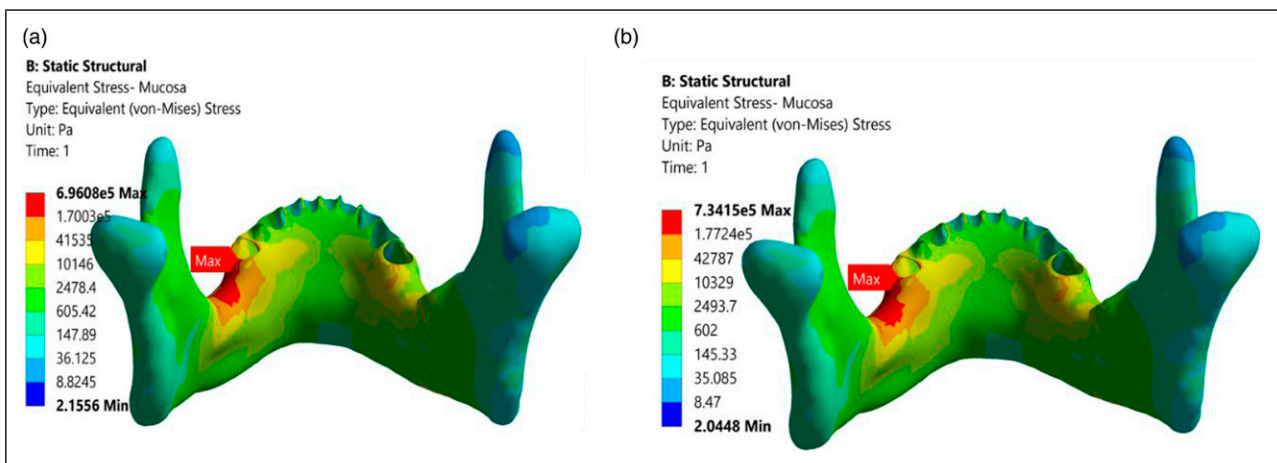 (a)
B: Static Structural
Equivalent Stress- Mucosa
Type: Equivalent (von-Mises) Stress
Unit: Pa
Time: 1
6.9608e5 Max
1.7003e5
41535
10146
2478.4
605.42
147.89
36.125
8.8245
2.1556 Min
Max
(b)
B: Static Structural
Equivalent Stress- Mucosa
Type: Equivalent (von-Mises) Stress
Unit: Pa
Time: 1
7.3415e5 Max
1.7724e5
42787
10329
2493.7
602
145.33
35.085
8.47
2.0448 Min
Max